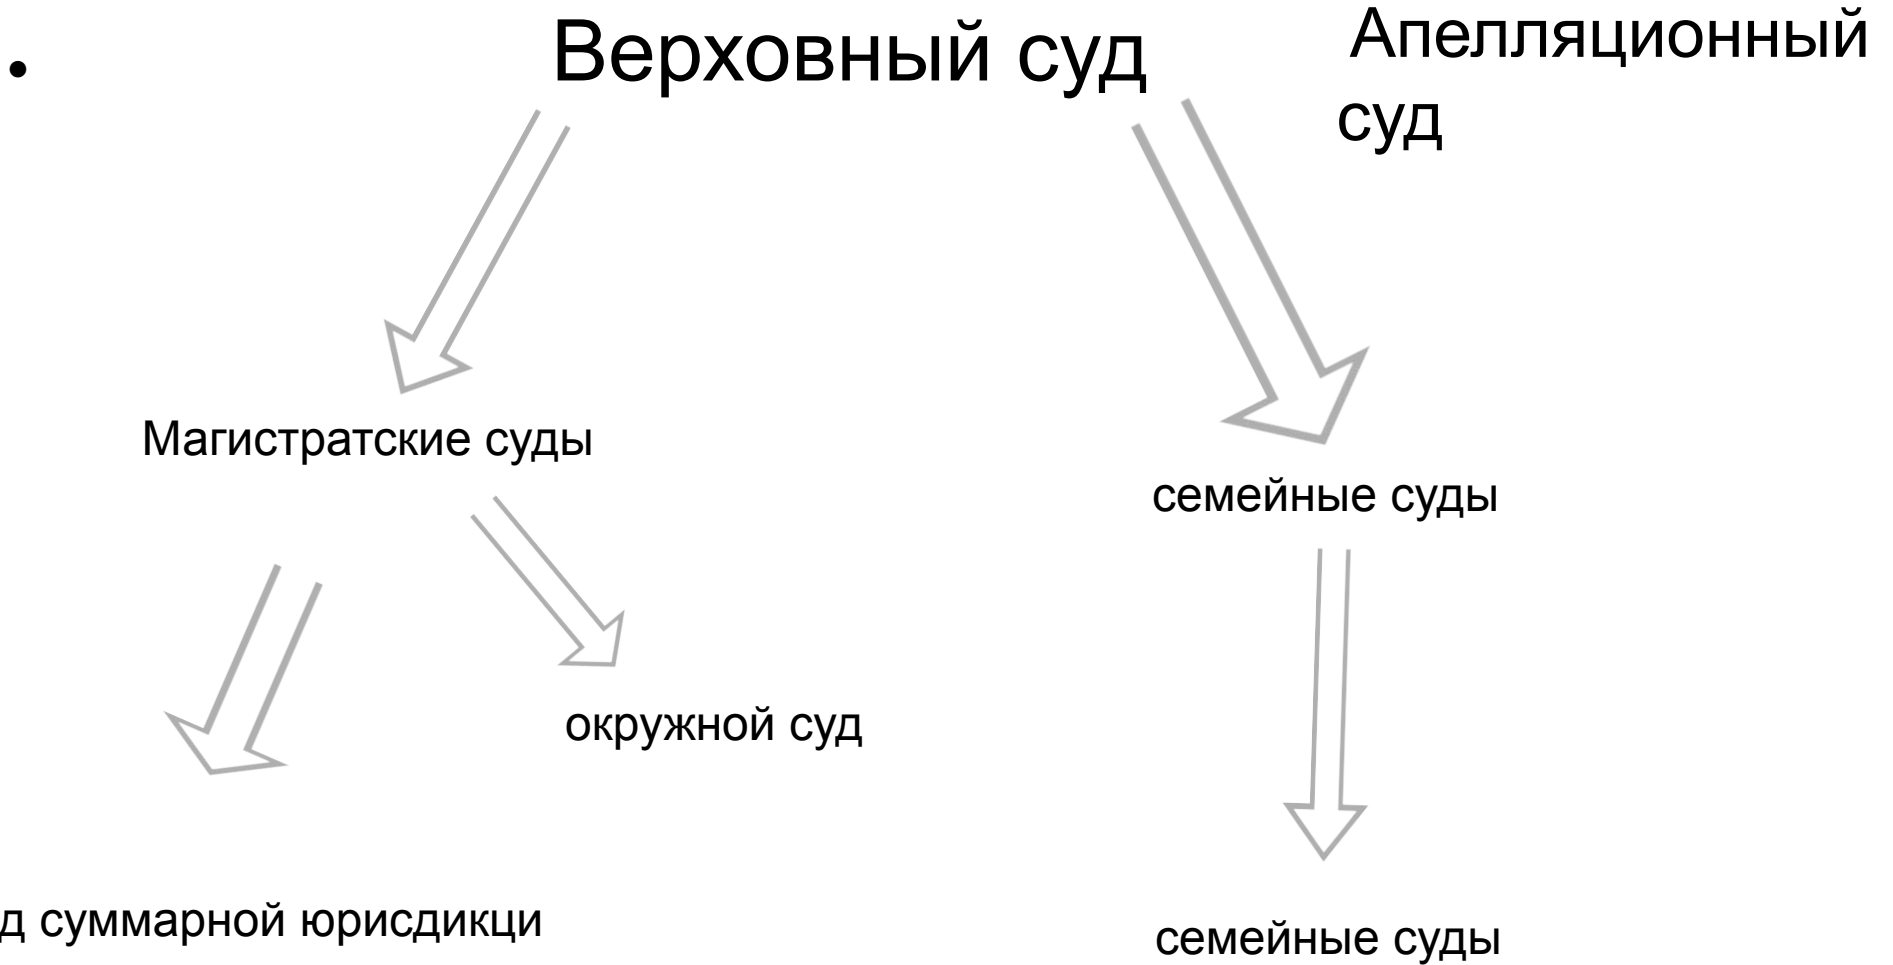 • Верховный суд
Апелляционный
суд
Магистратские суды
семейные суды
окружной суд
д суммарной юрисдикци
семейные суды